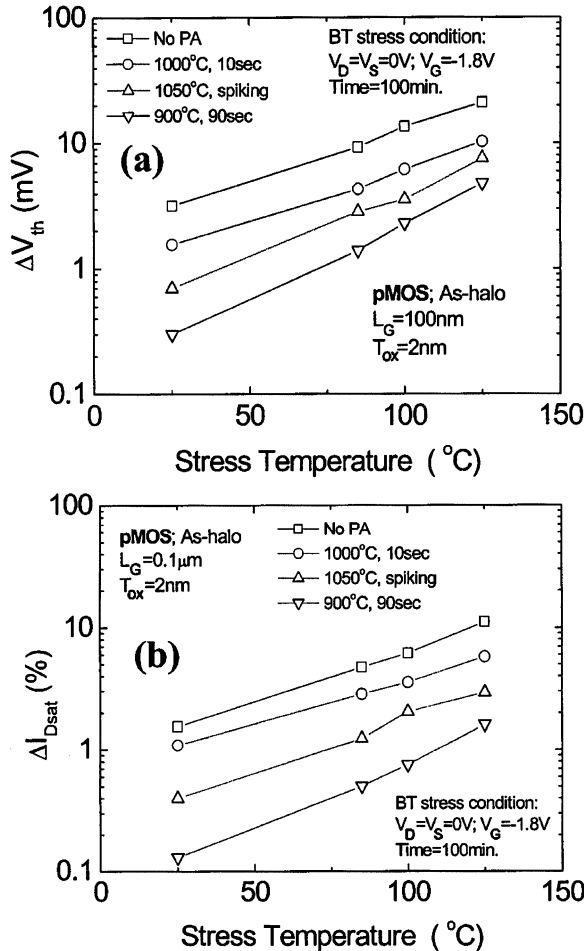 No PA
1000°C, 10sec
1050°C, spiking
900°C, 90sec
BT stress condition:
V_D=V_S=0V; V_G=-1.8V
Time=100min.
(a)
pMOS; As-halo
L_G=100nm
T_ox=2nm
ΔV_th (mV)
100
10
1
0.1
0
50
100
150
Stress Temperature ( °C)
pMOS; As-halo
L_G=0.1μm
T_ox=2nm
No PA
1000°C, 10sec
1050°C, spiking
900°C, 90sec
(b)
BT stress condition:
V_D=V_S=0V; V_G=-1.8V
Time=100min.
ΔI_Dsat (%)
100
10
1
0.1
0
50
100
150
Stress Temperature ( °C)